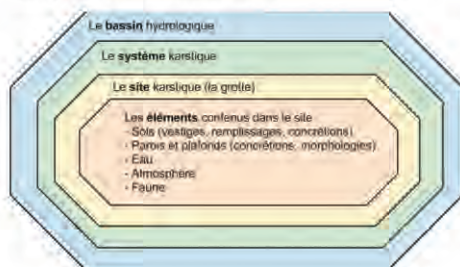 Le bassin hydrologique
Le système karstique
Le site karstique (la grotte)
Les éléments contenus dans le site
- Sols (vestiges, remplissages, concrétions)
- Parois et plafonds (concrétions, morphologies)
- Eau
- Atmosphère
- Faune